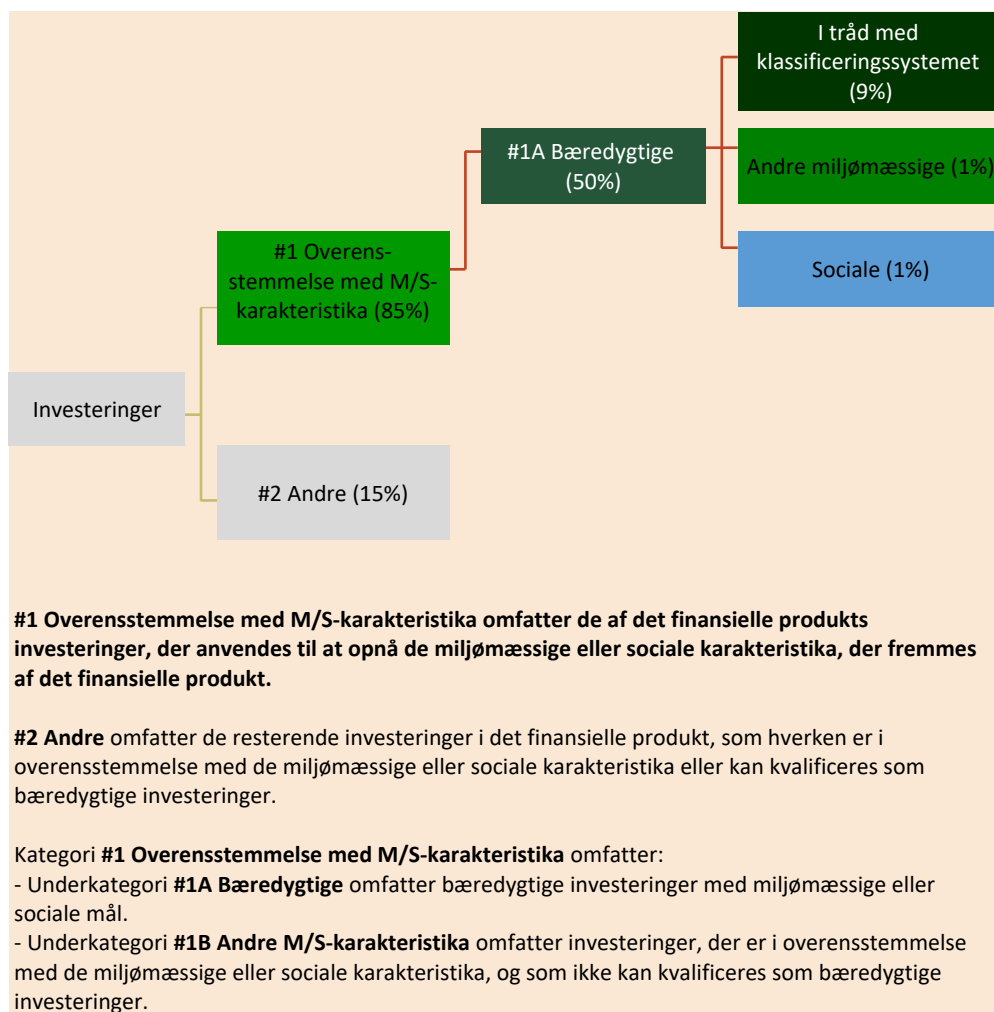 I tråd med
klassificeringssystemet
(9%)
#1A Bæredygtige
(50%)
Andre miljømæssige (1%)
#1 Overens-
stemmelse med M/S-
karakteristika (85%)
Sociale (1%)
Investeringer
#2 Andre (15%)
#1 Overensstemmelse med M/S-karakteristika omfatter de af det finansielle produkts
investeringer, der anvendes til at opnå de miljømæssige eller sociale karakteristika, der fremmes
af det finansielle produkt.
#2 Andre omfatter de resterende investeringer i det finansielle produkt, som hverken er i
overensstemmelse med de miljømæssige eller sociale karakteristika eller kan kvalificeres som
bæredygtige investeringer.
Kategori #1 Overensstemmelse med M/S-karakteristika omfatter:
- Underkategori #1A Bæredygtige omfatter bæredygtige investeringer med miljømæssige eller
sociale mål.
- Underkategori #1B Andre M/S-karakteristika omfatter investeringer, der er i overensstemmelse
med de miljømæssige eller sociale karakteristika, og som ikke kan kvalificeres som bæredygtige
investeringer.